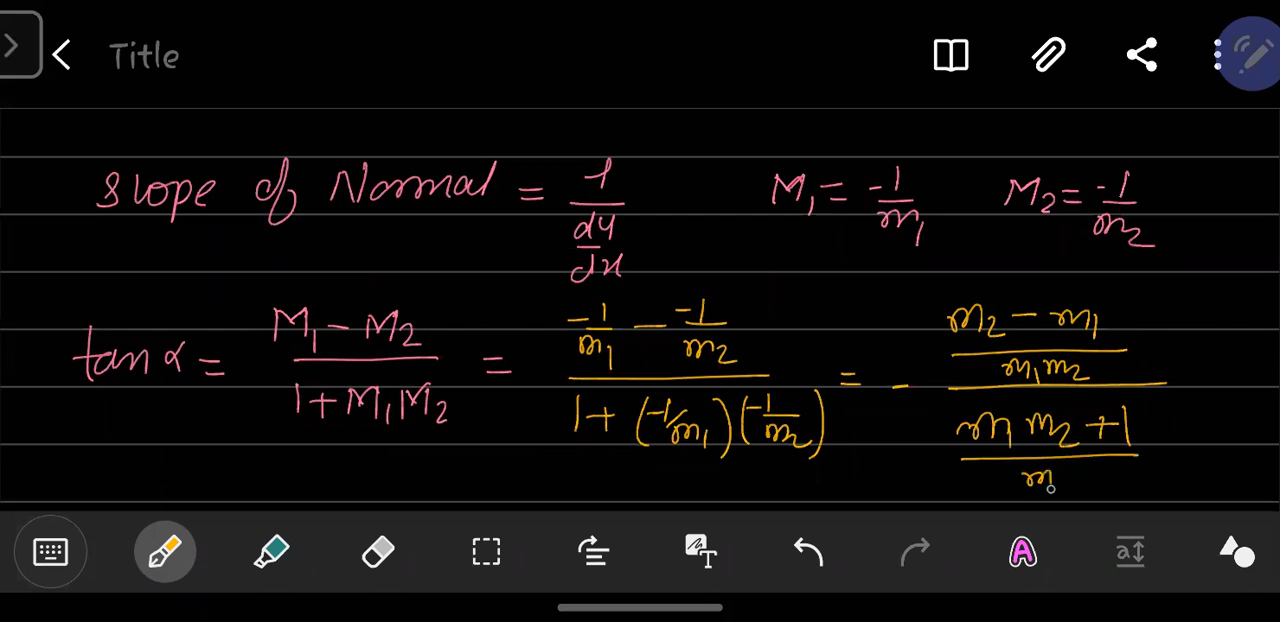 Title
Slope of Normal = 1/(dy/dx) M₁ = -1/m₁ M₂ = -1/m₂
tan α = (M₁ - M₂)/(1 + M₁M₂) = (-1/m₁ - -1/m₂)/(1 + (-1/m₁)(-1/m₂)) = - ((m₂ - m₁)/(m₁m₂))/((m₁m₂ + 1)/m)
A
a
T